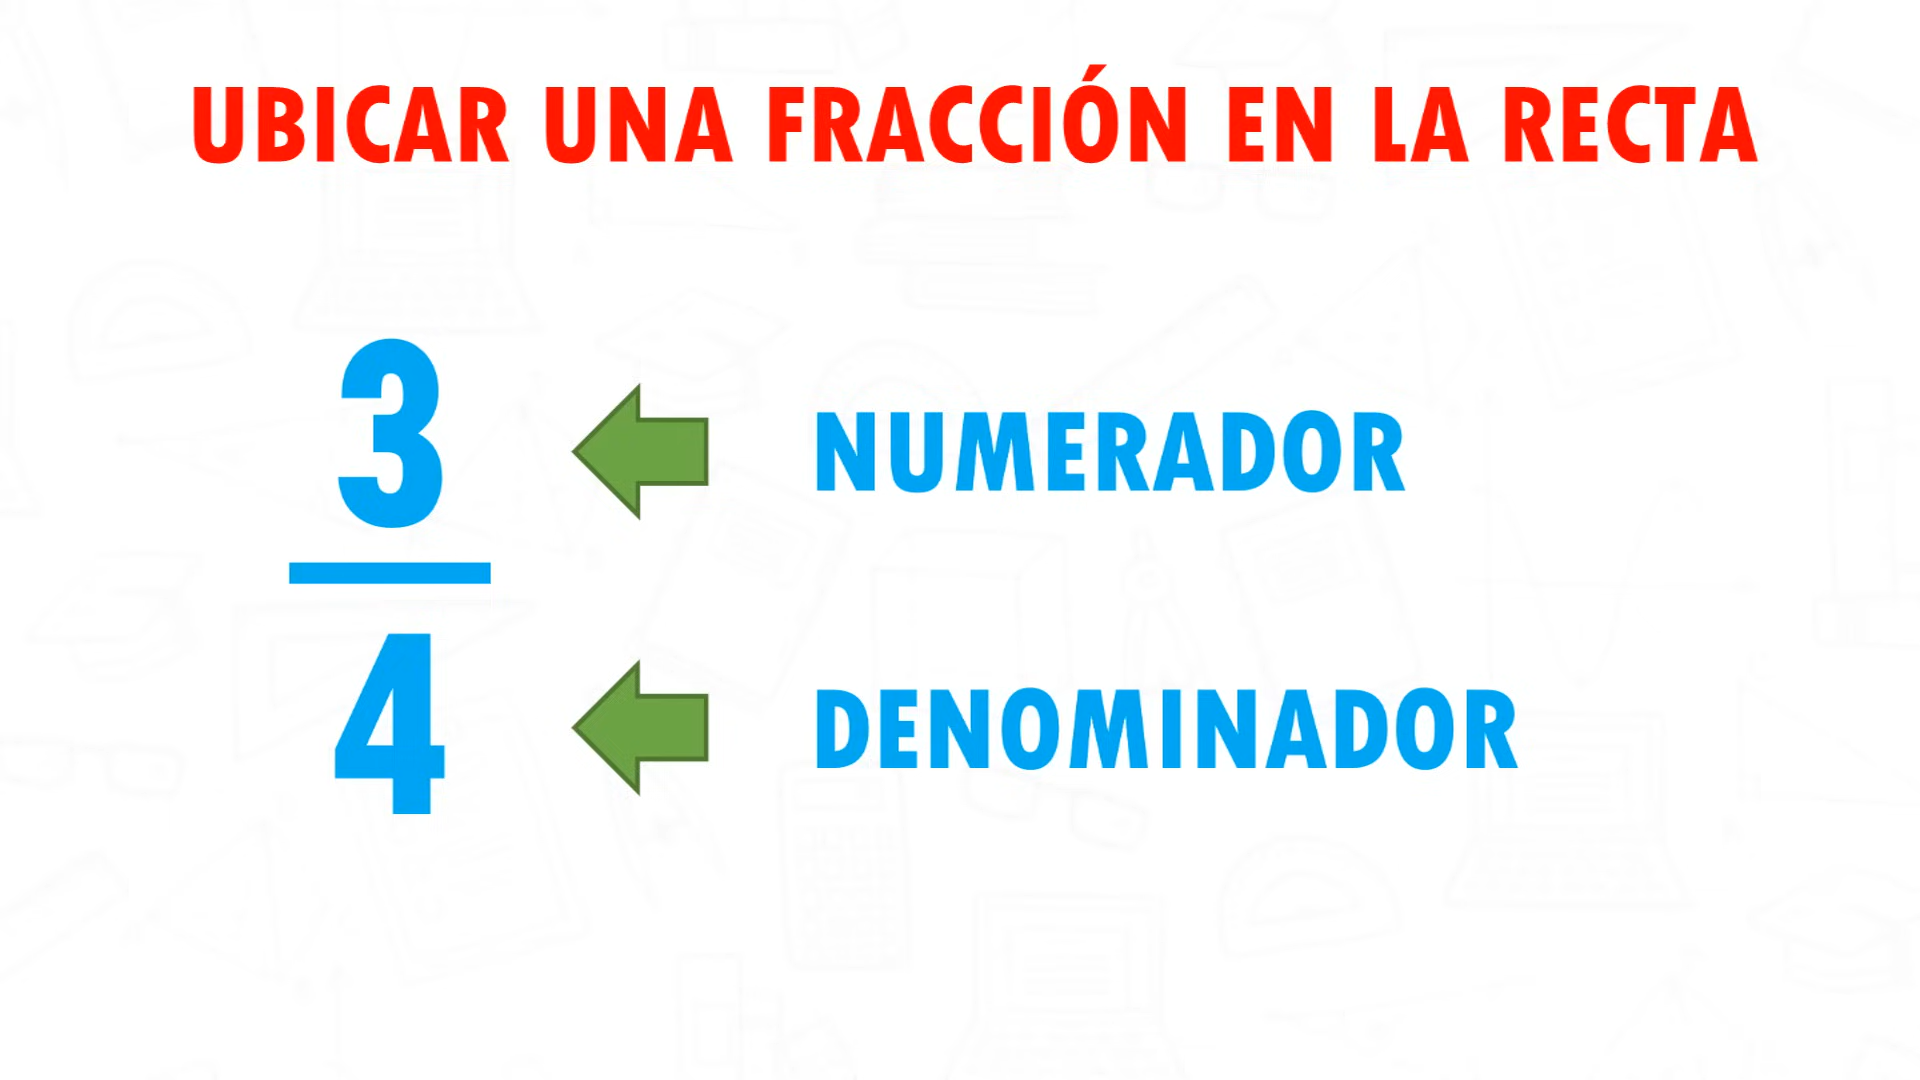 UBICAR UNA FRACCIÓN EN LA RECTA
3
NUMERADOR
4
DENOMINADOR